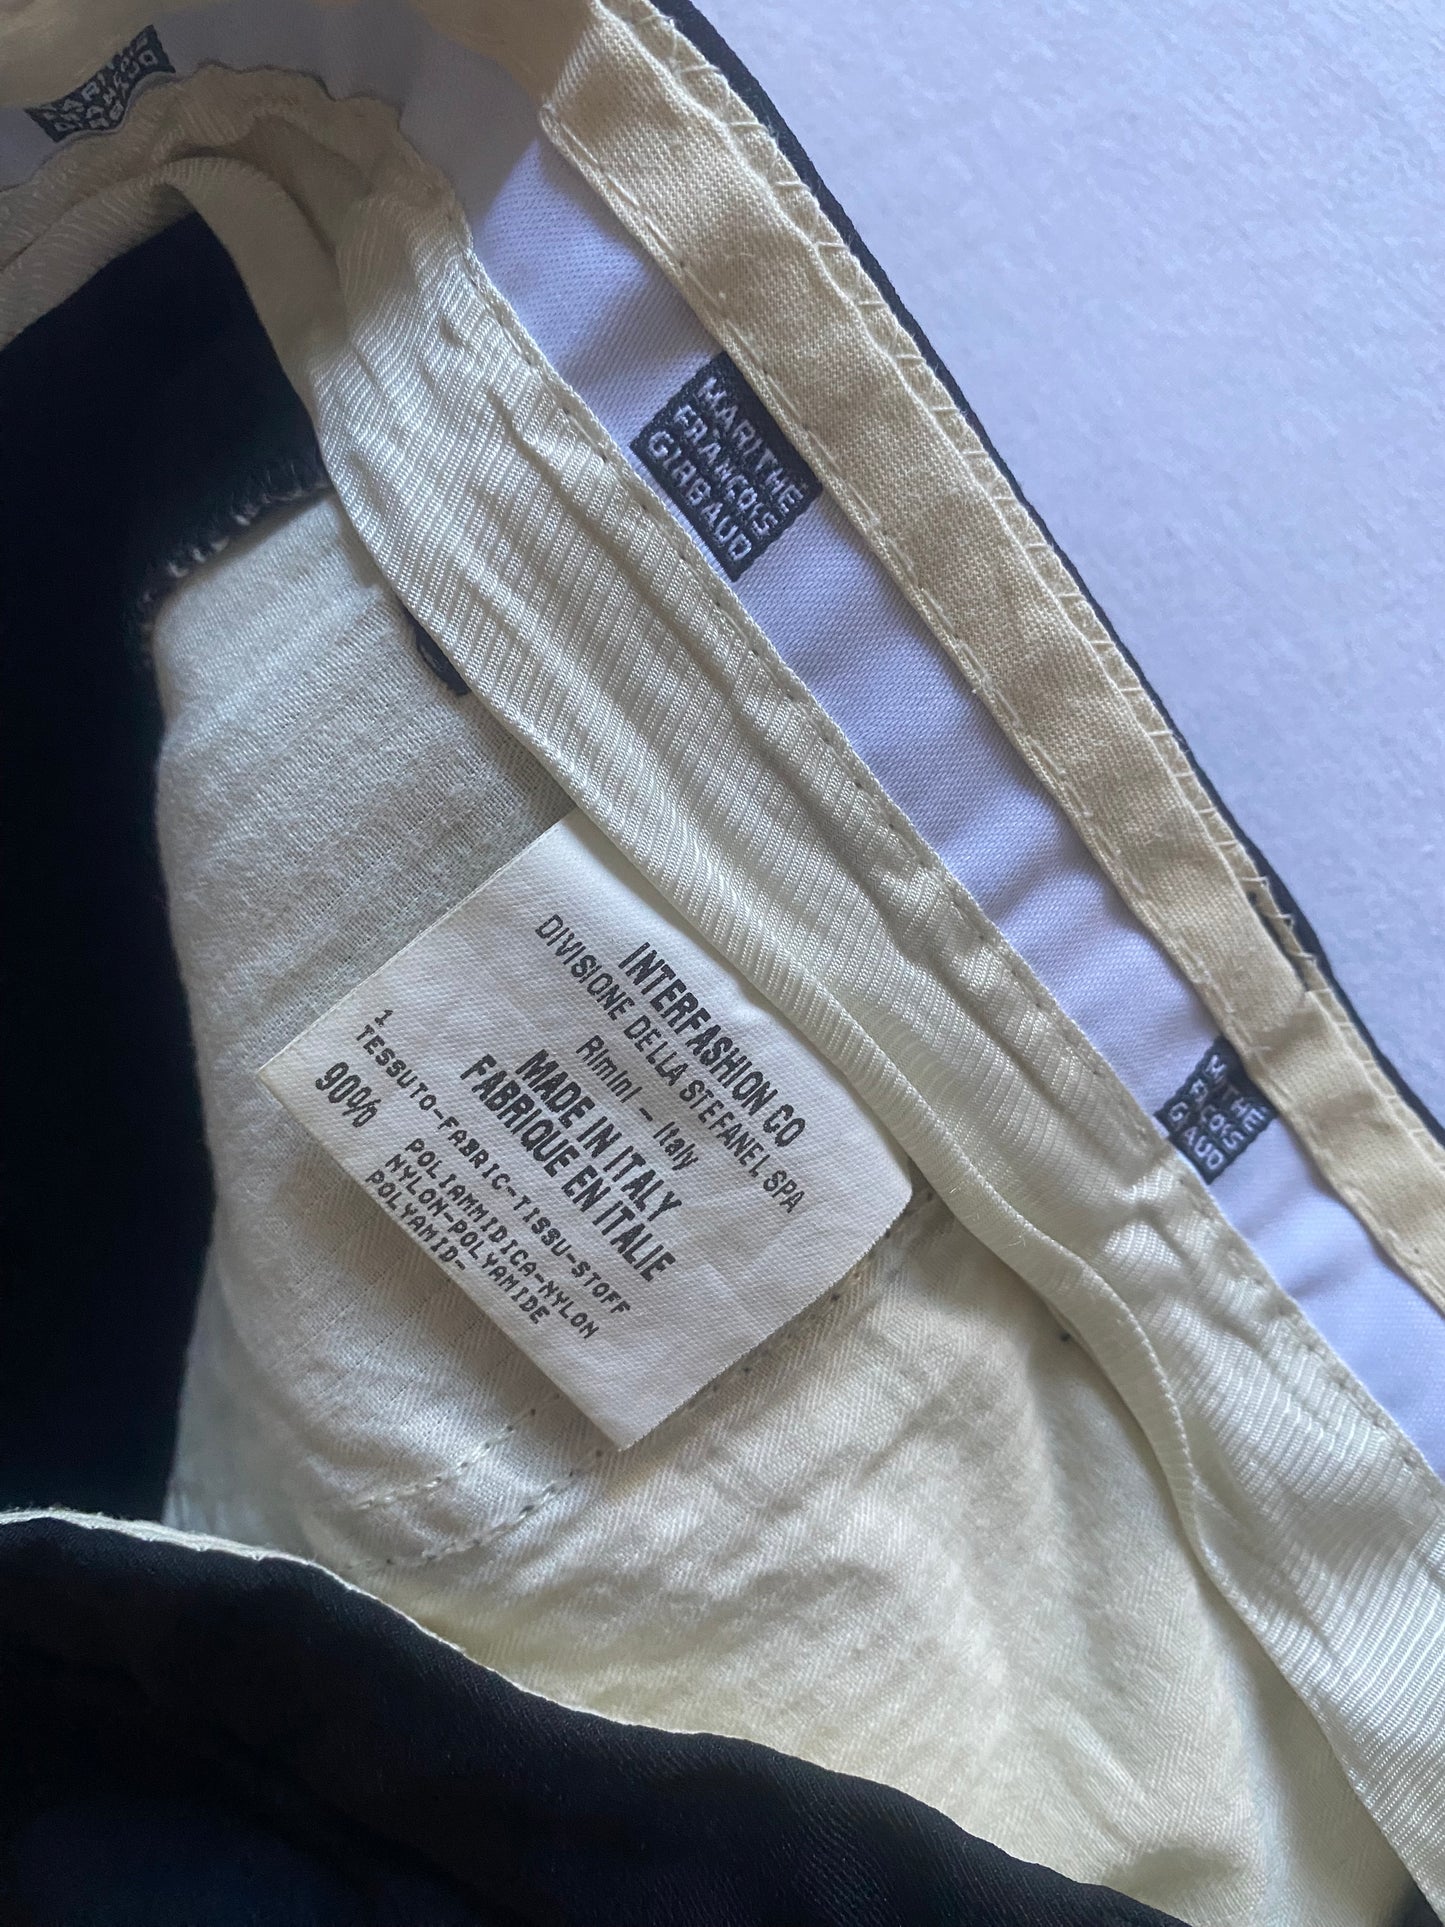 MARITHE
FRANCOIS
GIRBAUD
INTERFASHION CO
DIVISIONE DELLA STEFANEL SPA
Rimini - Italy
MADE IN ITALY
FABRIQUE EN ITALIE
1
TESSUTO-FABRIC-TISSU-STOFF
90% POLIAMMIDICA-NYLON
NYLON-POLYAMIDE
POLYAMID-